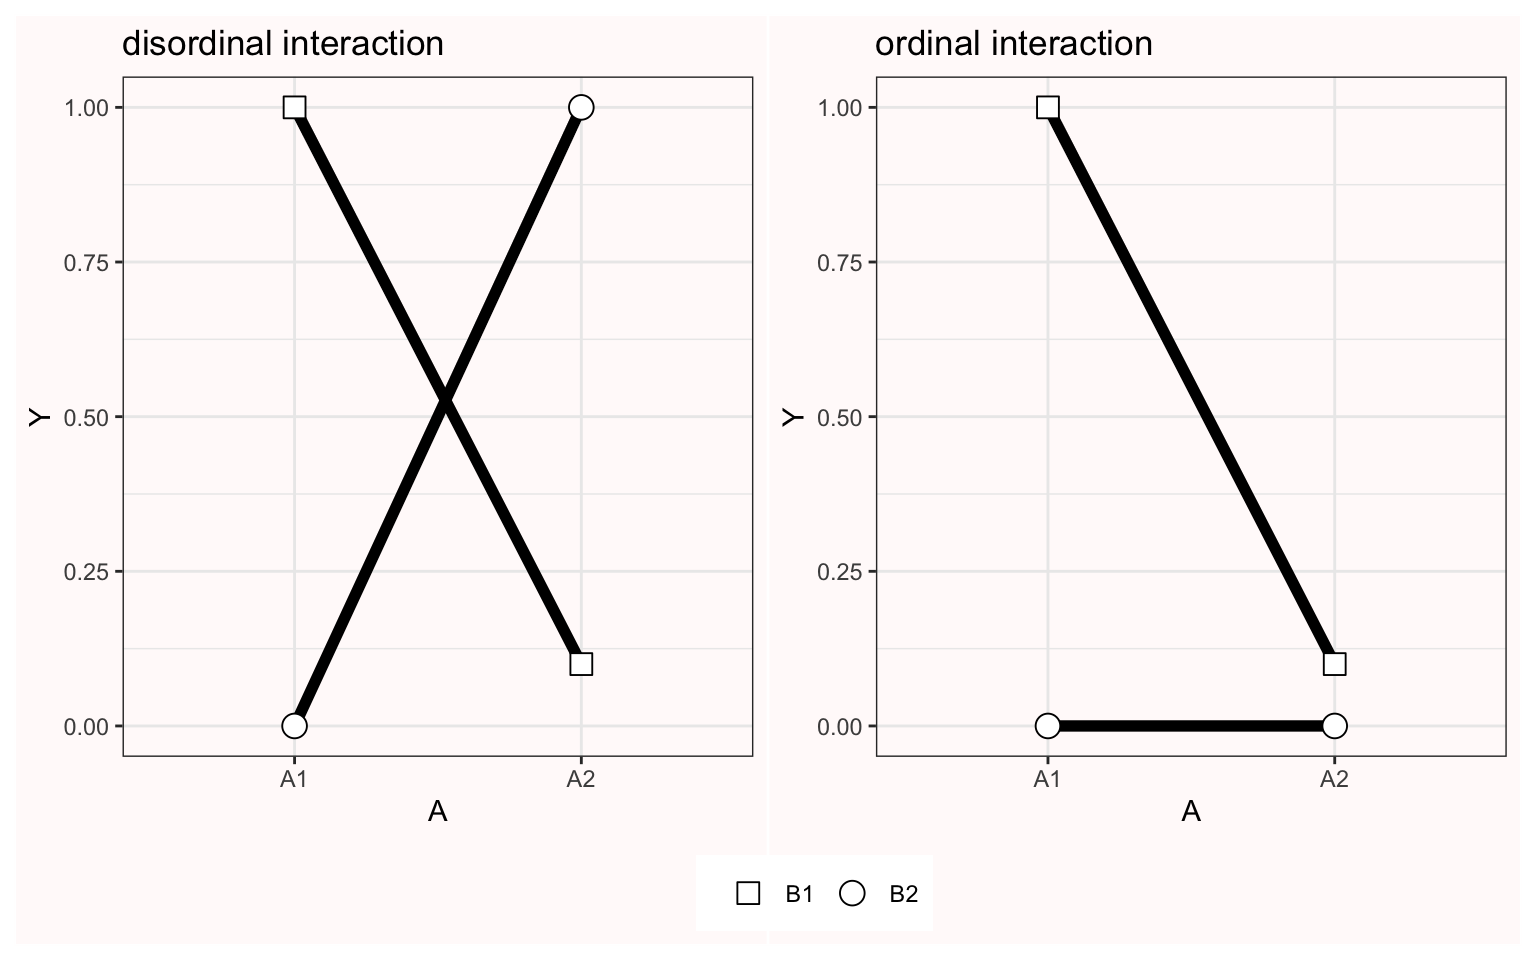 disordinal interaction
1.00
0.75
0.50
0.25
0.00
Y
A1 A2
A
ordinal interaction
1.00
0.75
0.50
0.25
0.00
Y
A1 A2
A
B1 B2